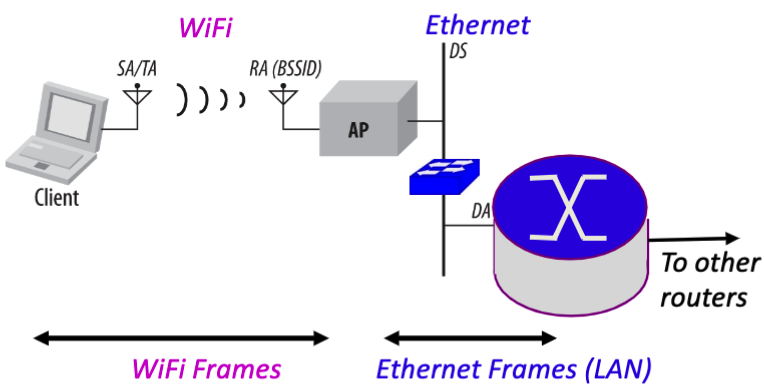 WiFi
Ethernet
DS
SA/TA
RA (BSSID)
AP
Client
DA
To other
routers
WiFi Frames
Ethernet Frames (LAN)